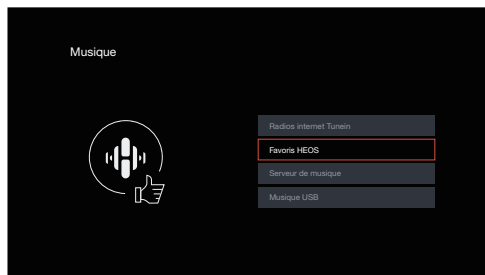 Musique
Radios internet Tunein
Favoris HEOS
Serveur de musique
Musique USB